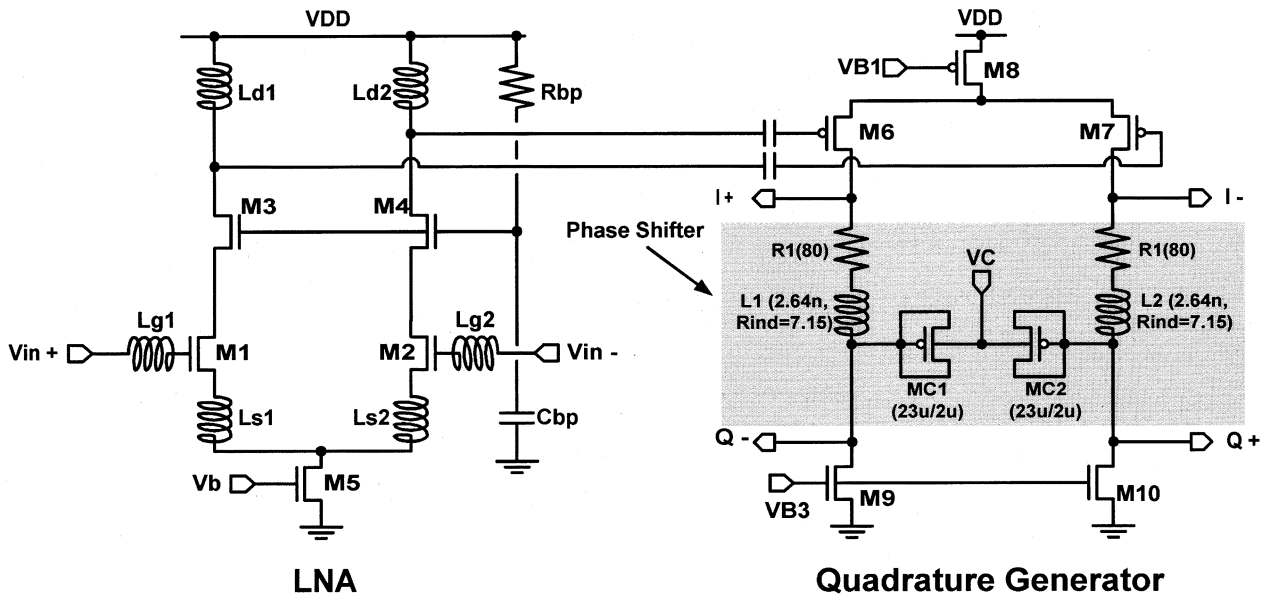 VDD
VDD
Ld1
Ld2
Rbp
VB1
M8
M6
M7
I+
I -
M3
M4
Phase Shifter
R1(80)
R1(80)
VC
L1 (2.64n,
Rind=7.15)
L2 (2.64n,
Rind=7.15)
Lg1
Lg2
Vin +
M1
M2
Vin -
MC1
(23u/2u)
MC2
(23u/2u)
Ls1
Ls2
Cbp
Q -
Q +
Vb
M5
VB3
M9
M10
LNA
Quadrature Generator